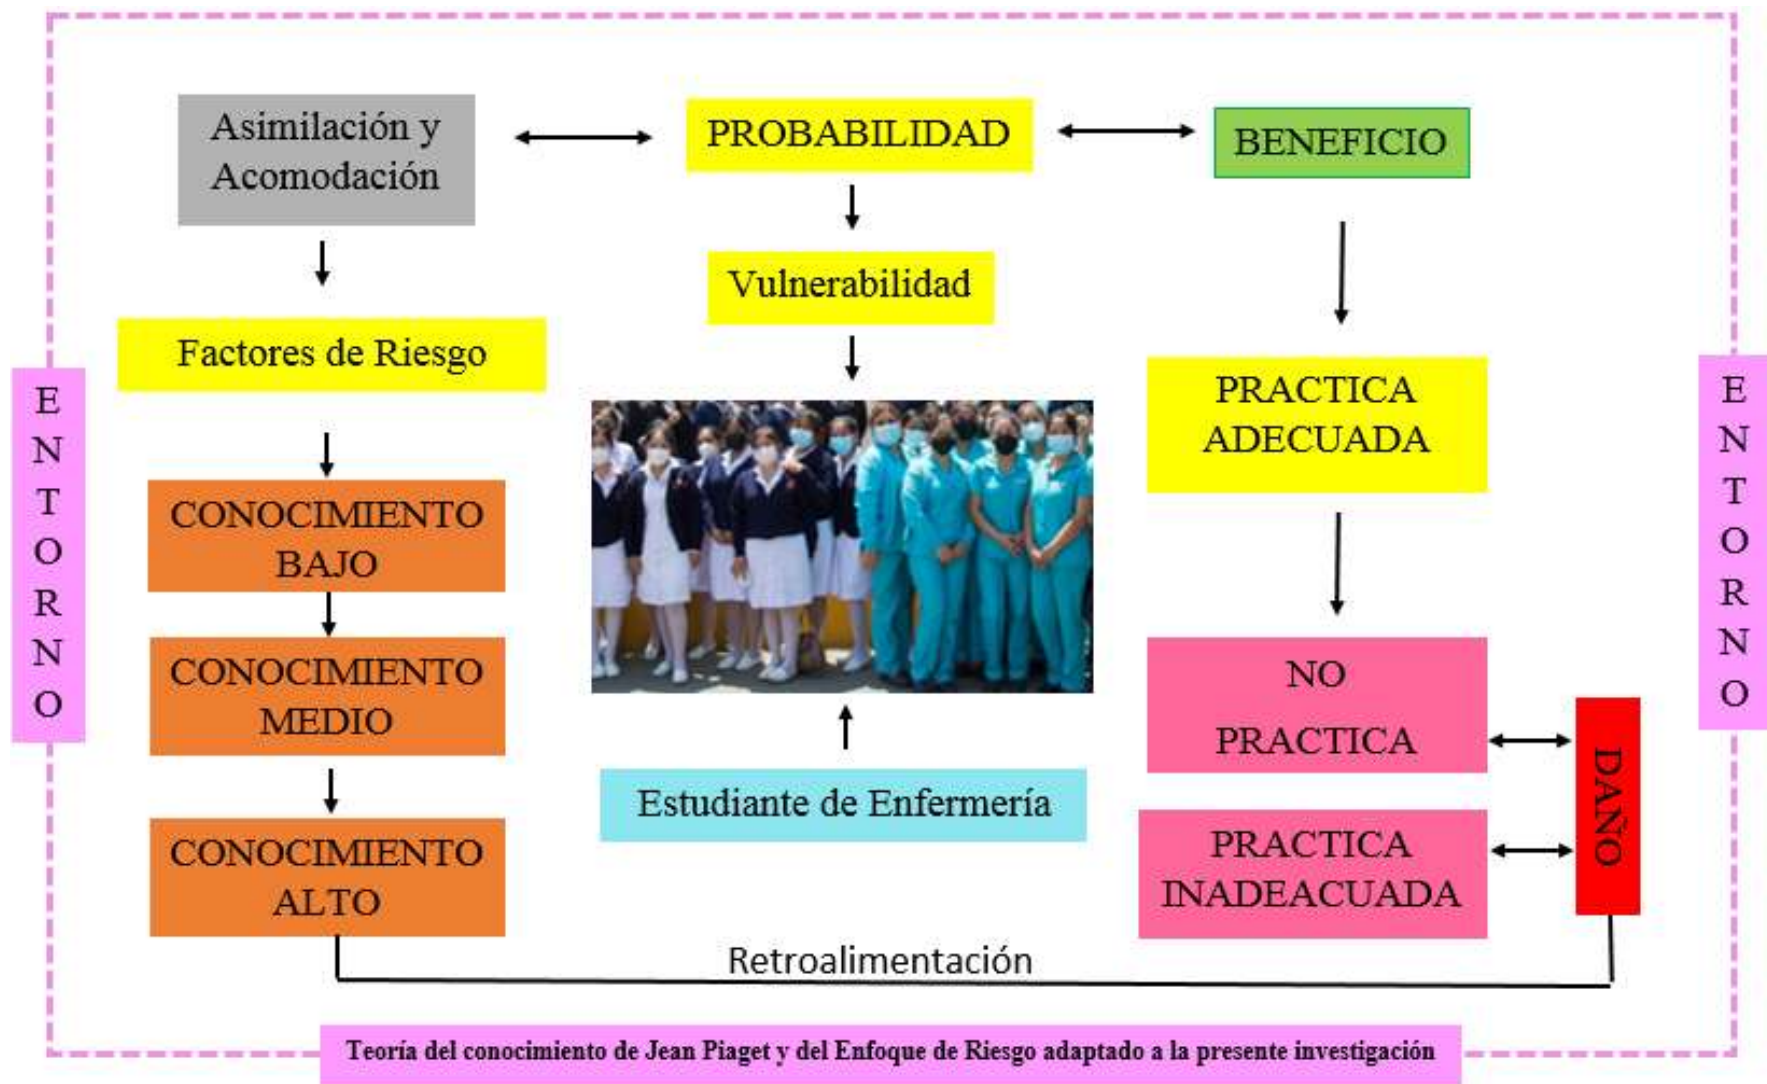 Asimilación y
Acomodación
PROBABILIDAD
BENEFICIO
Vulnerabilidad
Factores de Riesgo
E
N
T
O
R
N
O
CONOCIMIENTO
BAJO
CONOCIMIENTO
MEDIO
CONOCIMIENTO
ALTO
Estudiante de Enfermería
PRACTICA
ADECUADA
NO
PRACTICA
PRACTICA
INADEACUADA
DAÑO
E
N
T
O
R
N
O
Retroalimentación
Teoría del conocimiento de Jean Piaget y del Enfoque de Riesgo adaptado a la presente investigación